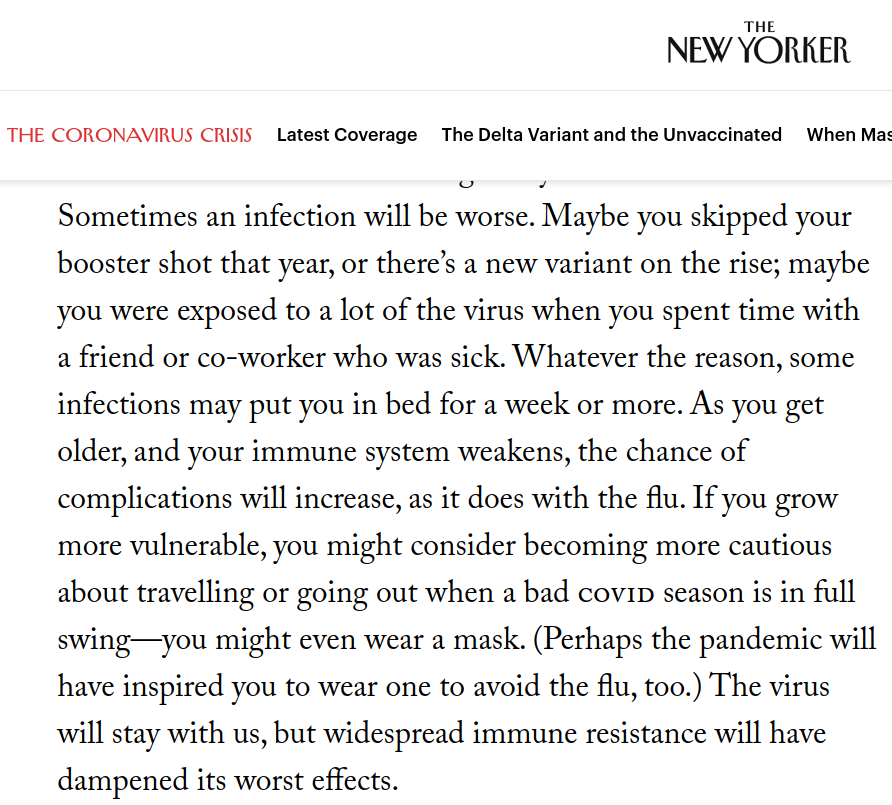 THE
NEW YORKER
THE CORONAVIRUS CRISIS Latest Coverage The Delta Variant and the Unvaccinated When Mas
Sometimes an infection will be worse. Maybe you skipped your
booster shot that year, or there’s a new variant on the rise; maybe
you were exposed to a lot of the virus when you spent time with
a friend or co-worker who was sick. Whatever the reason, some
infections may put you in bed for a week or more. As you get
older, and your immune system weakens, the chance of
complications will increase, as it does with the flu. If you grow
more vulnerable, you might consider becoming more cautious
about travelling or going out when a bad COVID season is in full
swing—you might even wear a mask. (Perhaps the pandemic will
have inspired you to wear one to avoid the flu, too.) The virus
will stay with us, but widespread immune resistance will have
dampened its worst effects.